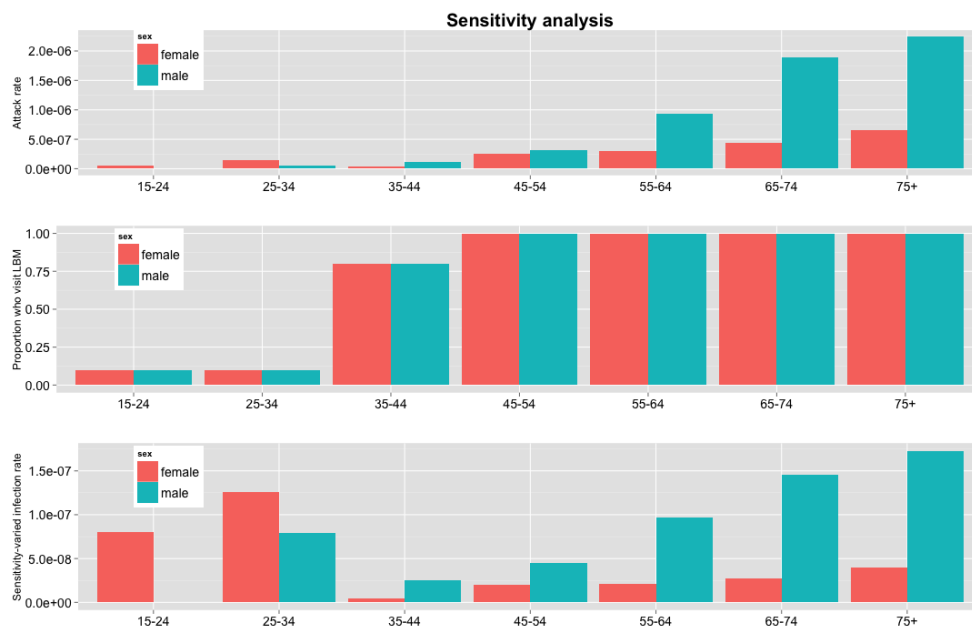 Sensitivity analysis
Attack rate
2.0e-06
1.5e-06
1.0e-06
5.0e-07
0.0e+00
sex
female
male
15-24 25-34 35-44 45-54 55-64 65-74 75+
Proportion who visit LBM
1.00
0.75
0.50
0.25
0.00
sex
female
male
15-24 25-34 35-44 45-54 55-64 65-74 75+
Sensitivity-varied infection rate
1.5e-07
1.0e-07
5.0e-08
0.0e+00
sex
female
male
15-24 25-34 35-44 45-54 55-64 65-74 75+